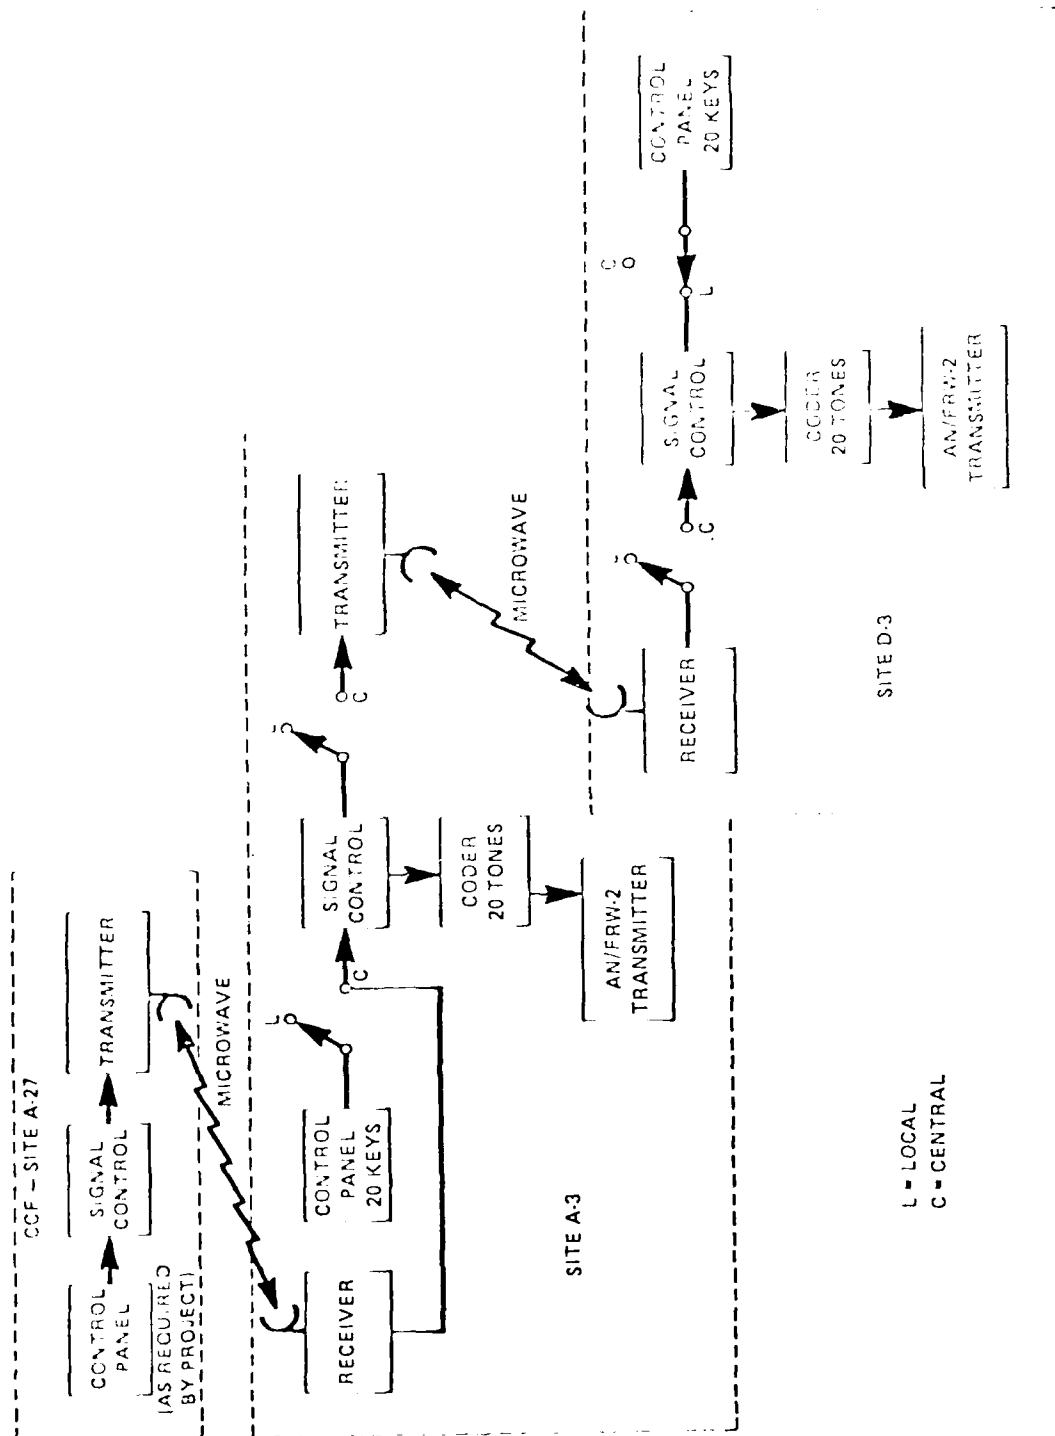 CCF – SITE A-27
CONTROL
PANEL
(AS REQUIRED
BY PROJECT)
SIGNAL
CONTROL
TRANSMITTER
MICROWAVE
RECEIVER
CONTROL
PANEL
20 KEYS
L
C
SIGNAL
CONTROL
C
TRANSMITTER
CODER
20 TONES
AN/FRW-2
TRANSMITTER
SITE A-3
MICROWAVE
RECEIVER
C
SIGNAL
CONTROL
L
C
CONTROL
PANEL
20 KEYS
CODER
20 TONES
AN/FRW-2
TRANSMITTER
SITE D-3
L = LOCAL
C = CENTRAL